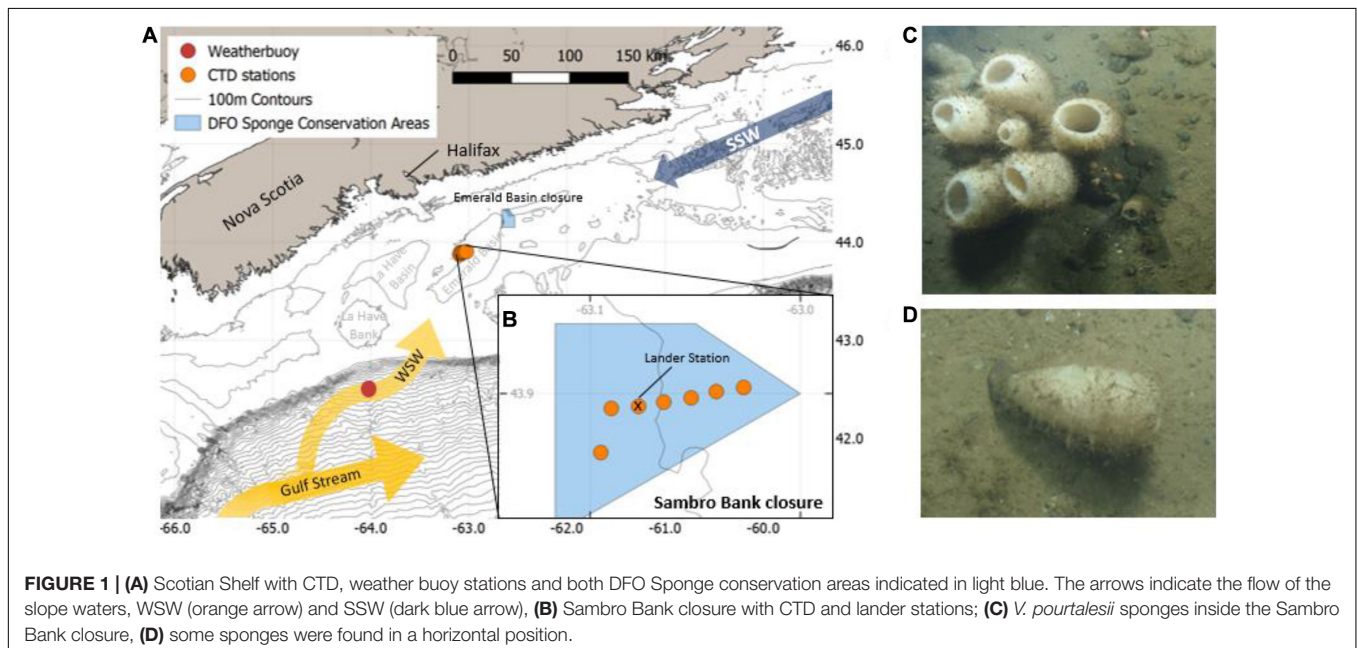 A
Weatherbuoy
CTD stations
100m Contours
DFO Sponge Conservation Areas
0 50 100 150 km
46.0
45.0
44.0
43.0
42.0
SSW
Halifax
Nova Scotia
Emerald Basin closure
La Have
Basin
Emerald Basin
La Have
Bank
WSW
Gulf Stream
-66.0 -65.0 -64.0 -63.0 -62.0 -61.0 -60.0
B
-63.1 -63.0
Lander Station
43.9
X
Sambro Bank closure
C
D
FIGURE 1 | (A) Scotian Shelf with CTD, weather buoy stations and both DFO Sponge conservation areas indicated in light blue. The arrows indicate the flow of the
slope waters, WSW (orange arrow) and SSW (dark blue arrow), (B) Sambro Bank closure with CTD and lander stations; (C) V. pourtalesii sponges inside the Sambro
Bank closure, (D) some sponges were found in a horizontal position.